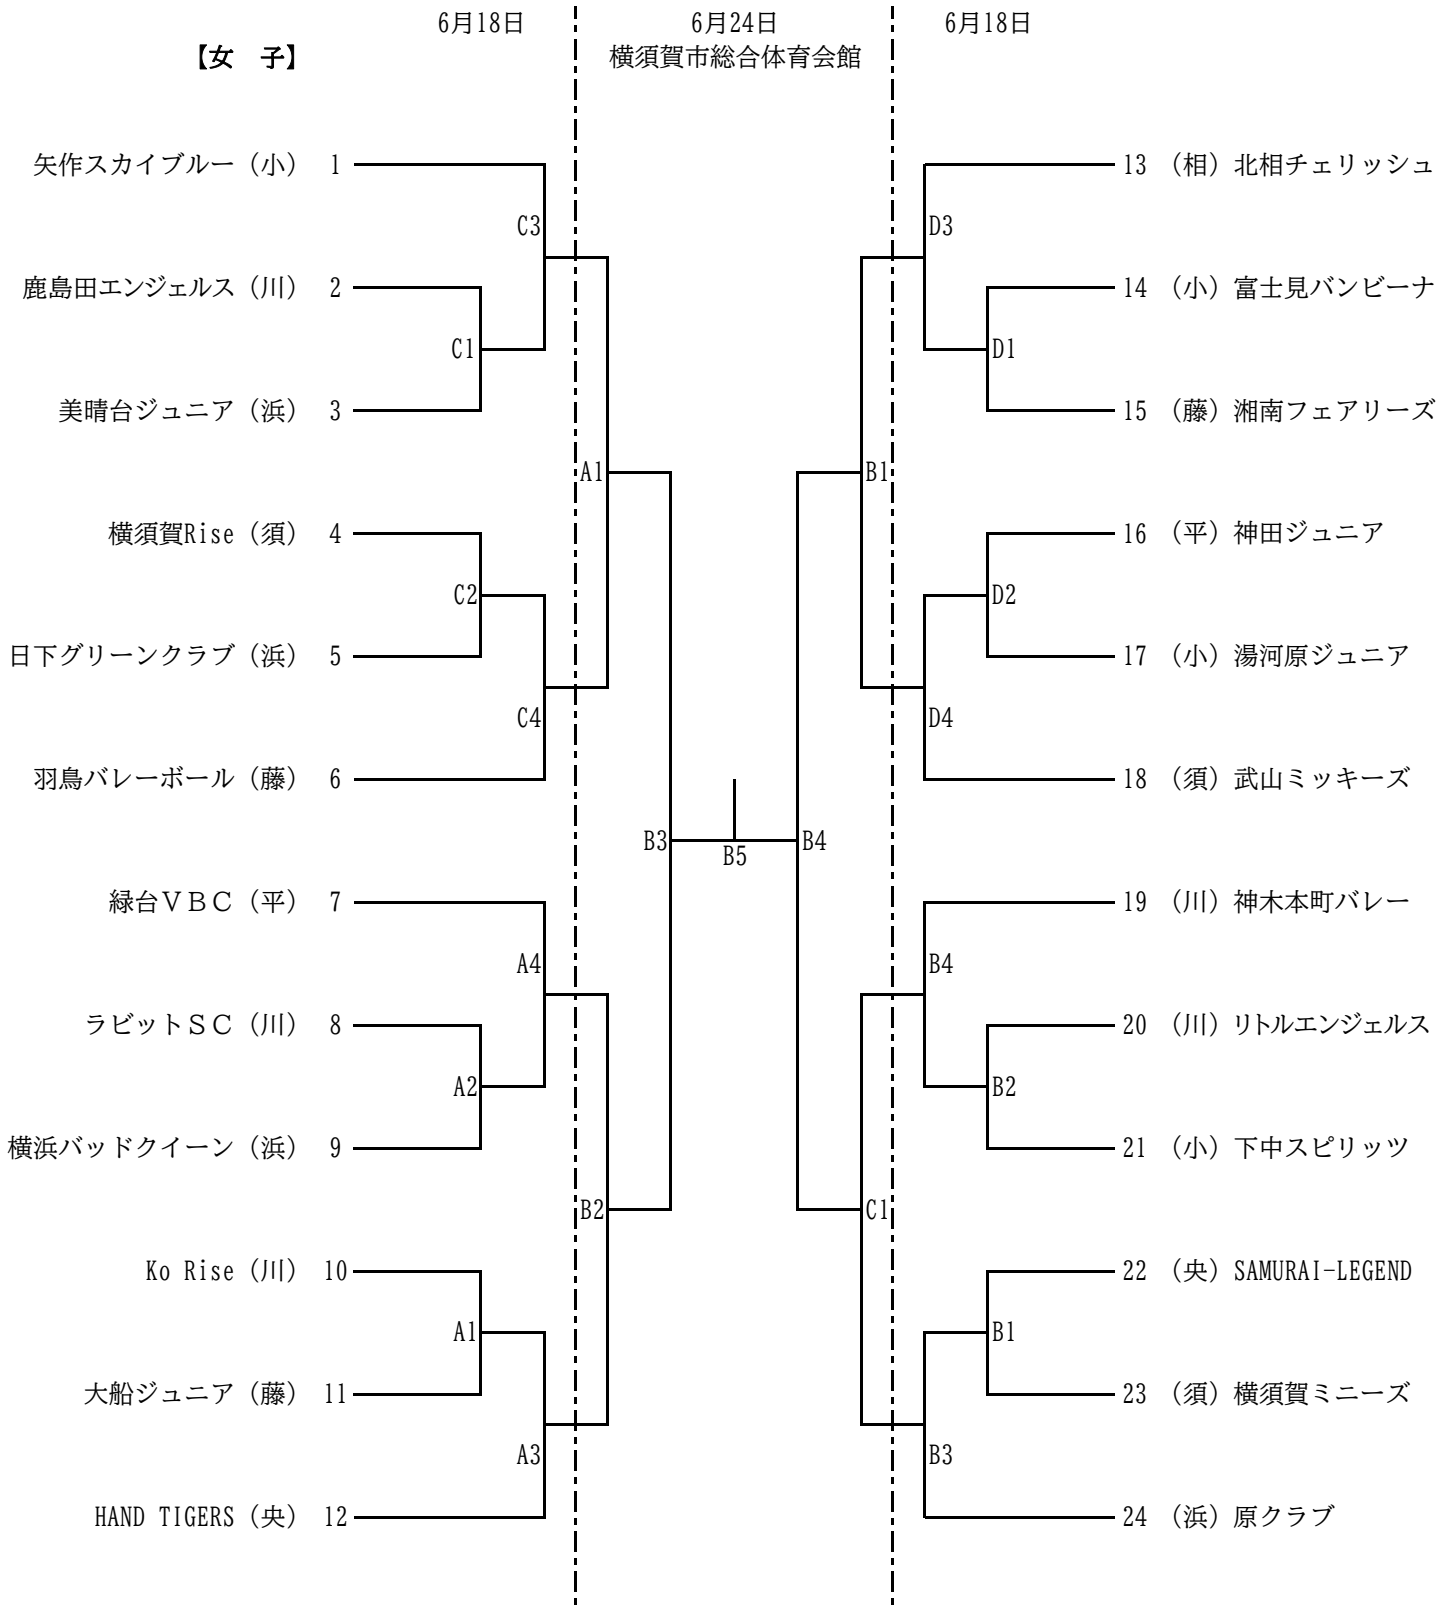 6月18日 6月24日 6月18日
【女 子】 横須賀市総合体育会館
矢作スカイブルー（小） 1 13 （相）北相チェリッシュ
C3 D3
鹿島田エンジェルス（川） 2 14 （小）富士見バンビーナ
C1 D1
美晴台ジュニア（浜） 3 15 （藤）湘南フェアリーズ
A1 B1
横須賀Rise（須） 4 16 （平）神田ジュニア
C2 D2
日下グリーンクラブ（浜） 5 17 （小）湯河原ジュニア
C4 D4
羽鳥バレーボール（藤） 6 18 （須）武山ミッキーズ
B3 B4
B5
緑台ＶＢＣ（平） 7 19 （川）神木本町バレー
A4 B4
ラビットＳＣ（川） 8 20 （川）リトルエンジェルス
A2 B2
横浜バッドクイーン（浜） 9 21 （小）下中スピリッツ
B2 C1
Ko Rise（川） 10 22 （央）SAMURAI-LEGEND
A1 B1
大船ジュニア（藤） 11 23 （須）横須賀ミニーズ
A3 B3
HAND TIGERS（央） 12 24 （浜）原クラブ